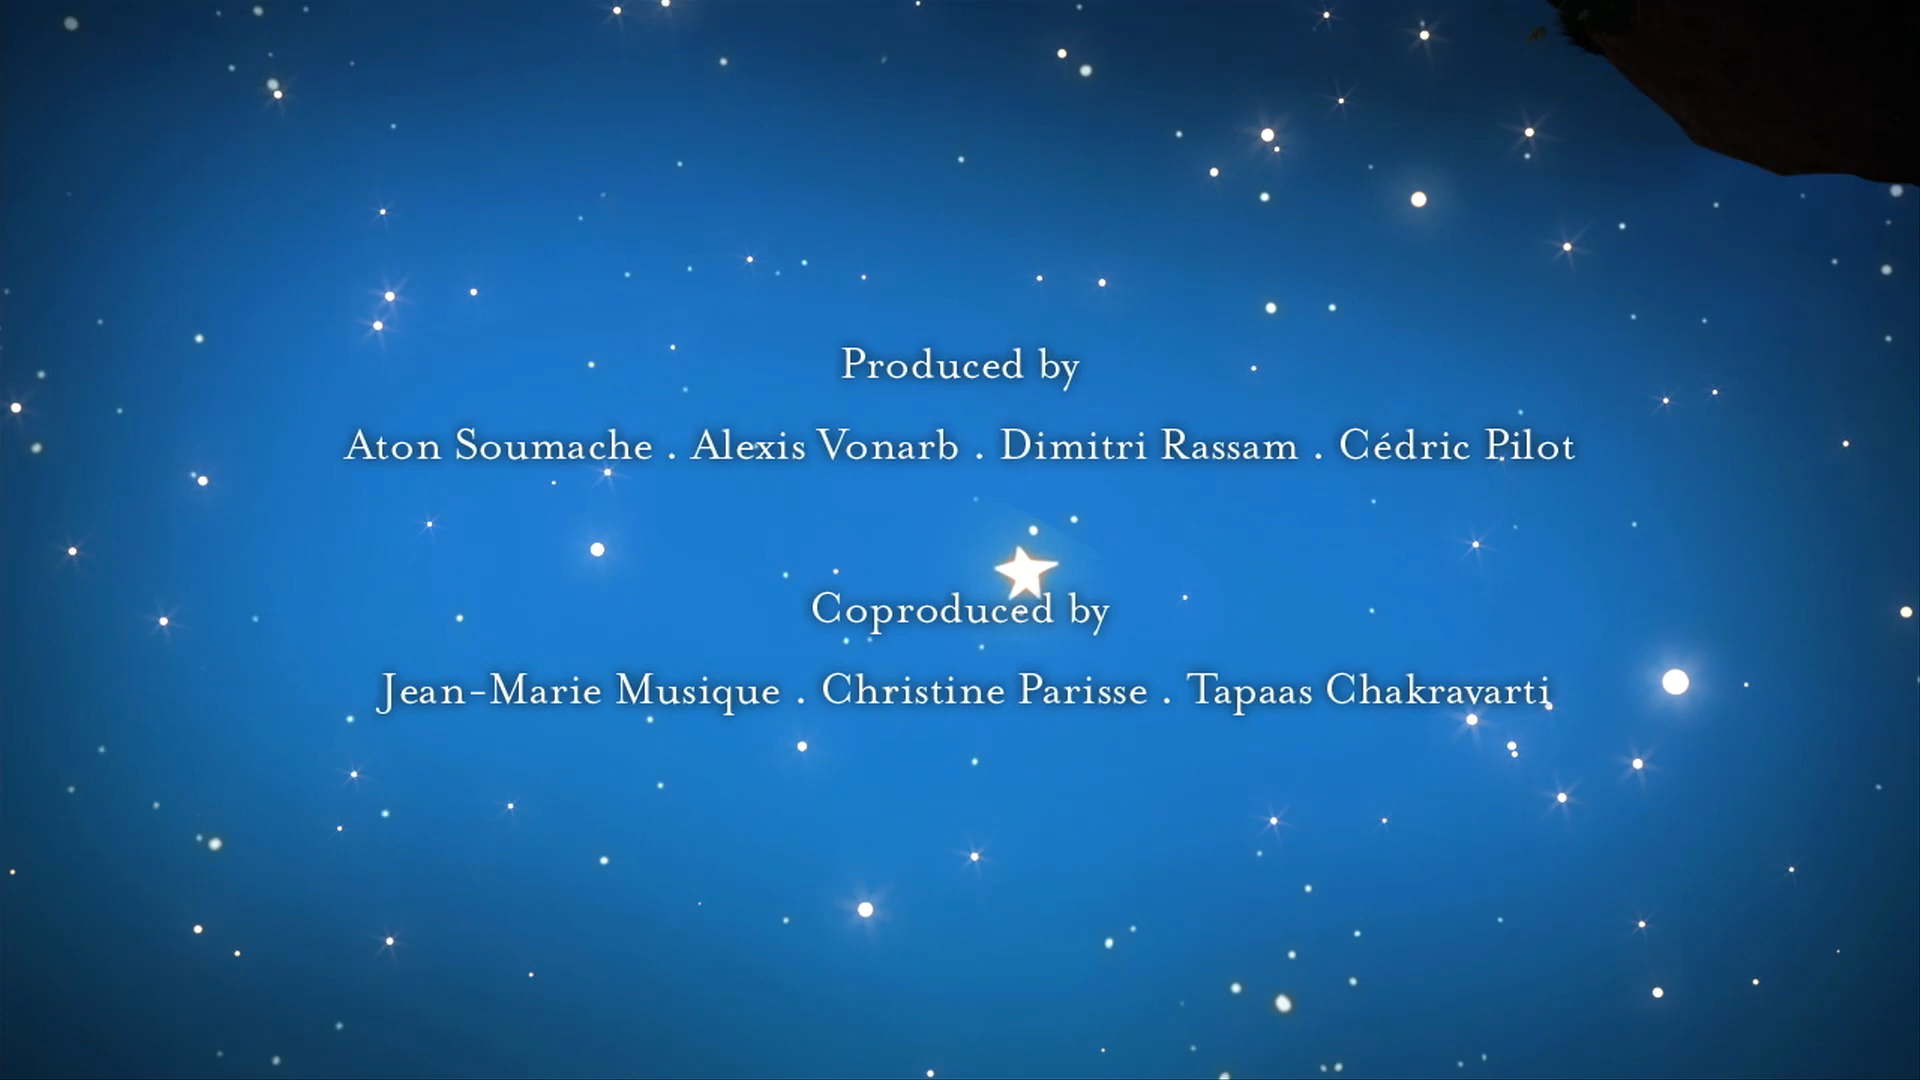 Produced by
Aton Soumache . Alexis Vonarb . Dimitri Rassam . Cédric Pilot
Coproduced by
Jean-Marie Musique . Christine Parisse . Tapaas Chakravarti